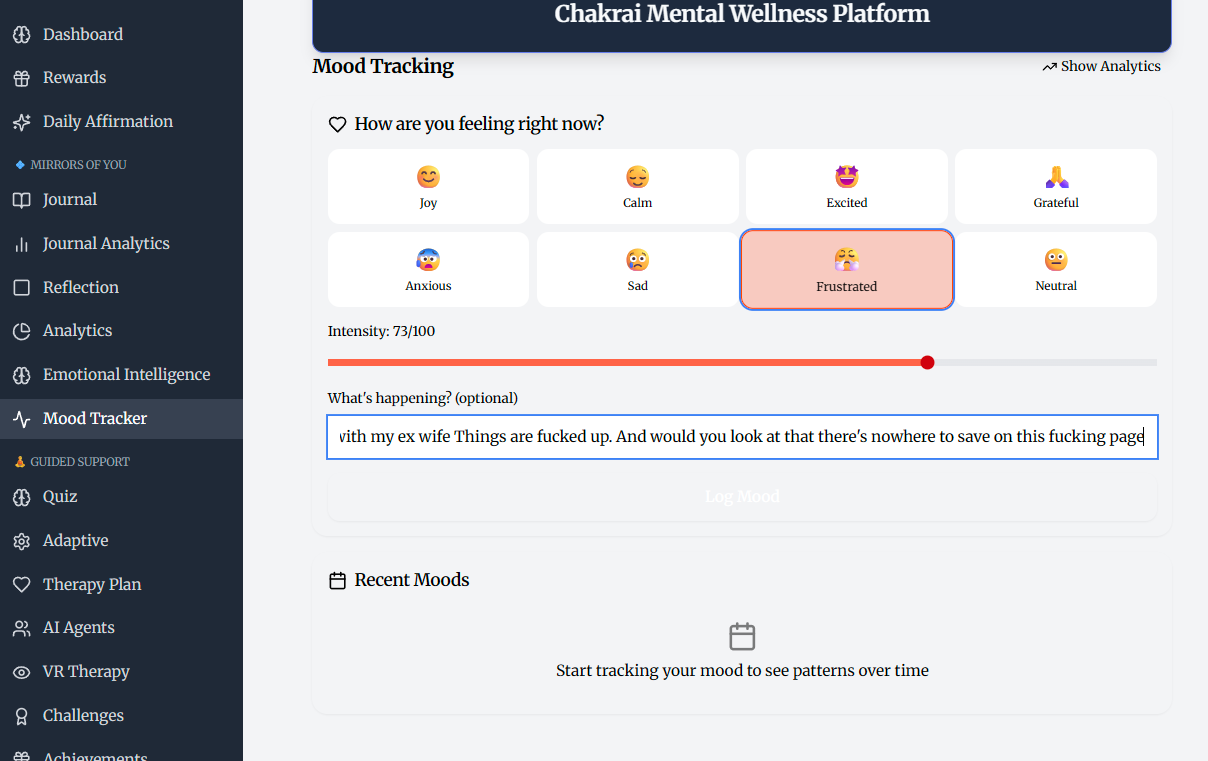 Chakrai Mental Wellness Platform
Dashboard
Rewards
Daily Affirmation
MIRRORS OF YOU
Journal
Journal Analytics
Reflection
Analytics
Emotional Intelligence
Mood Tracker
GUIDED SUPPORT
Quiz
Adaptive
Therapy Plan
AI Agents
VR Therapy
Challenges
Achievements
Mood Tracking
Show Analytics
How are you feeling right now?
Joy
Calm
Excited
Grateful
Anxious
Sad
Frustrated
Neutral
Intensity: 73/100
What's happening? (optional)
with my ex wife Things are fucked up. And would you look at that there's nowhere to save on this fucking page
Log Mood
Recent Moods
Start tracking your mood to see patterns over time